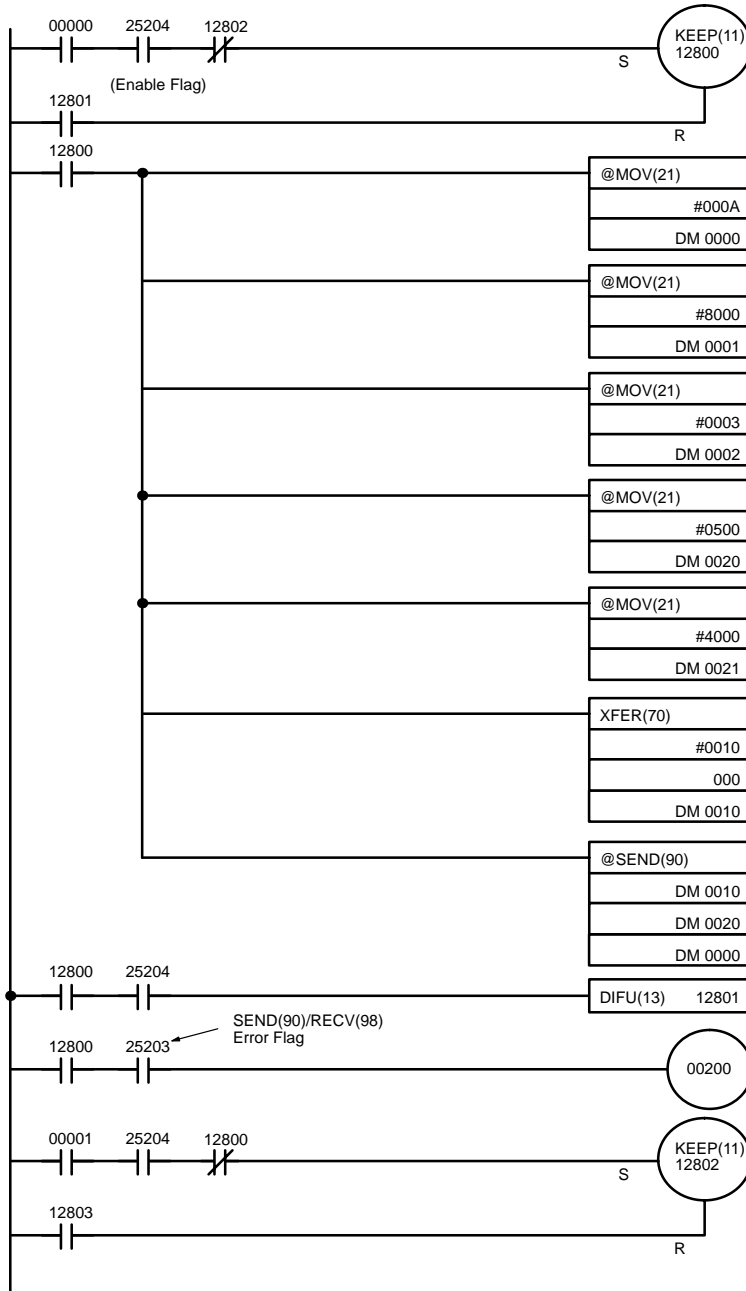 00000 25204 12802
KEEP(11)
12800
S
(Enable Flag)
12801
R
12800
@MOV(21)
#000A
DM 0000
@MOV(21)
#8000
DM 0001
@MOV(21)
#0003
DM 0002
@MOV(21)
#0500
DM 0020
@MOV(21)
#4000
DM 0021
XFER(70)
#0010
000
DM 0010
@SEND(90)
DM 0010
DM 0020
DM 0000
12800 25204
DIFU(13) 12801
SEND(90)/RECV(98)
Error Flag
12800 25203
00200
00001 25204 12800
KEEP(11)
12802
S
12803
R